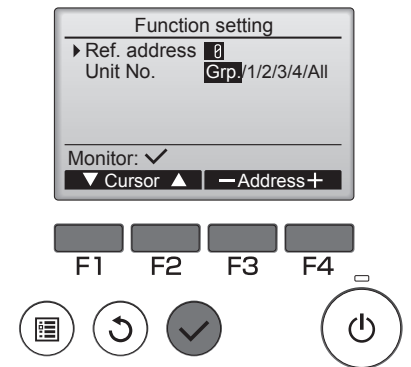 Function setting
Ref. address 0
Unit No. Grp./1/2/3/4/All
Monitor: ✓
▼ Cursor ▲ −Address+
F1 F2 F3 F4